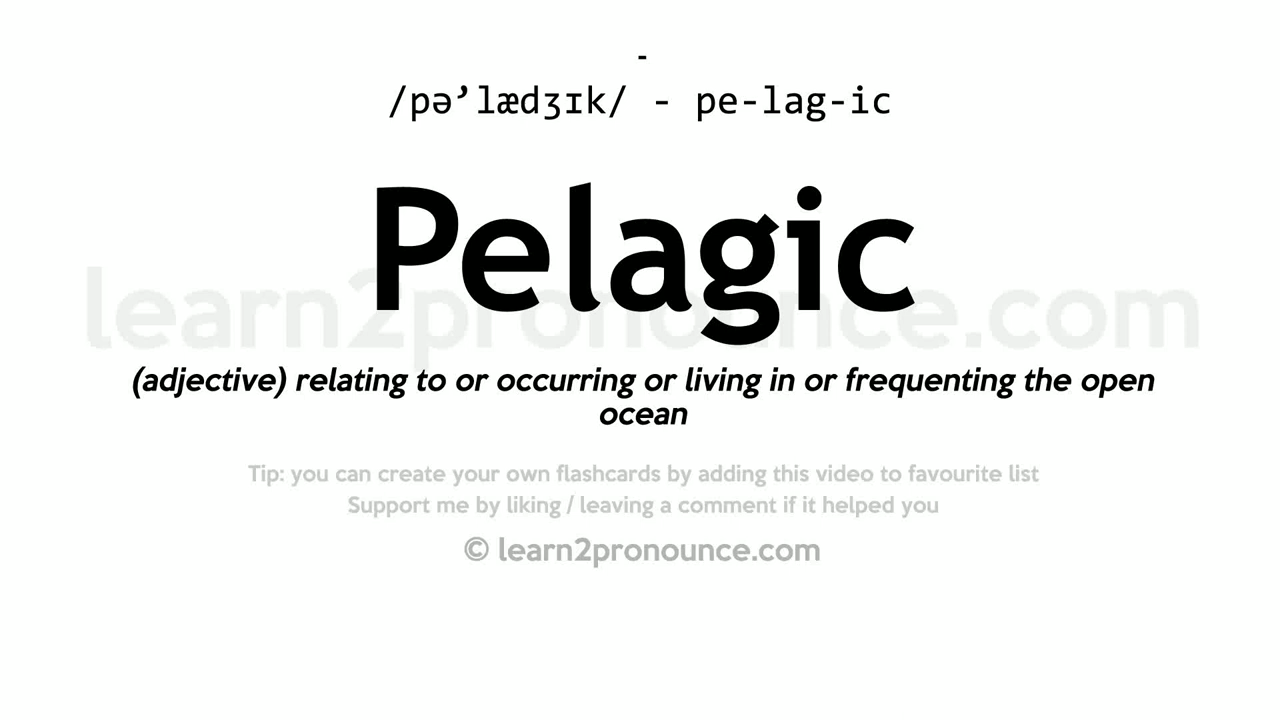 -
/pə’lædʒɪk/ - pe-lag-ic
Pelagic
learn2pronounce.com
(adjective) relating to or occurring or living in or frequenting the open
ocean
Tip: you can create your own flashcards by adding this video to favourite list
Support me by liking / leaving a comment if it helped you
© learn2pronounce.com